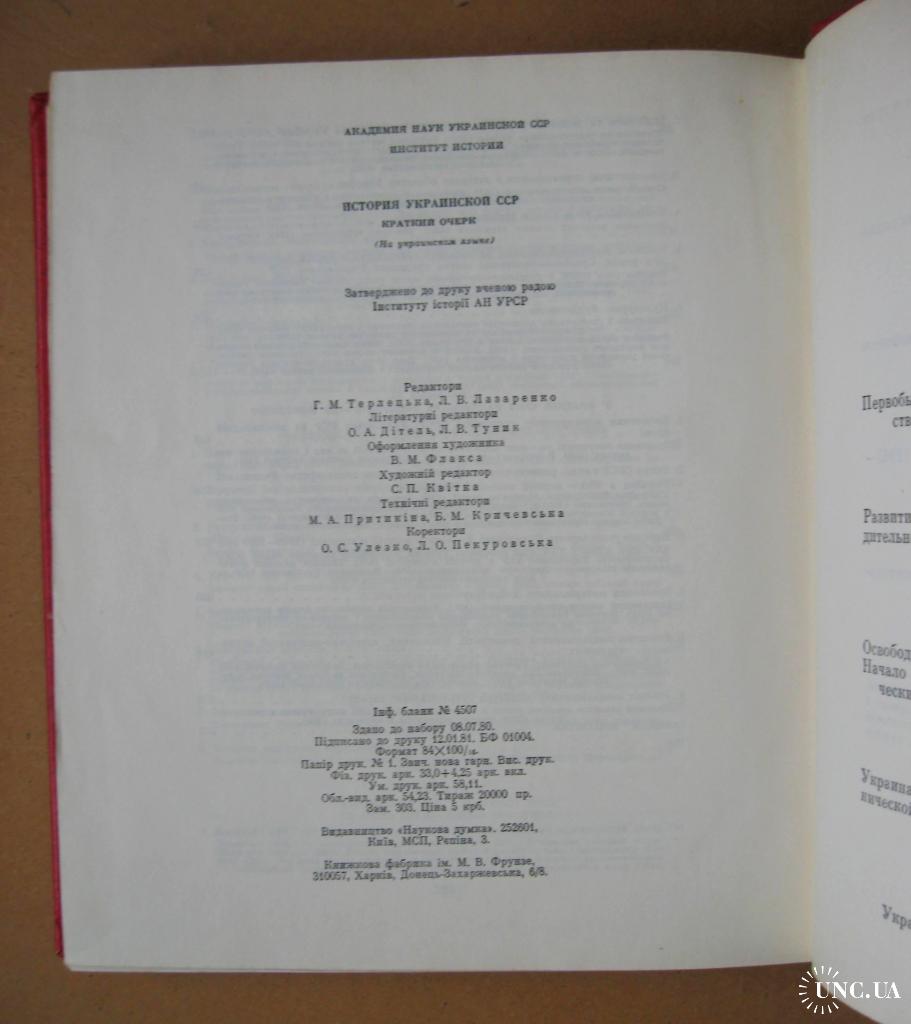 АКАДЕМИЯ НАУК УКРАИНСКОЙ ССР
ИНСТИТУТ ИСТОРИИ
ИСТОРИЯ УКРАИНСКОЙ ССР
КРАТКИЙ ОЧЕРК
(На украинском языке)
Затверджено до друку вченою радою
Інституту історії АН УРСР
Редактори
Г. М. Терлецька, Л. В. Лазаренко
Літературні редактори
О. А. Дітель, Л. В. Туник
Оформлення художника
В. М. Флакса
Художній редактор
С. П. Квітка
Технічні редактори
М. А. Притикіна, Б. М. Кричевська
Коректори
О. С. Улезко, Л. О. Пекуровська
Інф. бланк № 4507
Здано до набору 08.07.80.
Підписано до друку 12.01.81. БФ 01004.
Формат 84×100/16.
Папір друк. № 1. Звич. нова гарн. Вис. друк.
Фіз. друк. арк. 33,0+4,25 арк. вкл.
Ум. друк. арк. 58,11.
Обл.-вид. арк. 54,23. Тираж 20000 пр.
Зам. 303. Ціна 5 крб.
Видавництво «Наукова думка». 252601,
Київ, МСП, Рєпіна, 3.
Книжкова фабрика ім. М. В. Фрунзе,
310057, Харків, Донець-Захаржевська, 6/8.
Первобы
ств
Развити
дительн
Освобод
Начало
чески
Украина
нической
Укра
UNC.UA